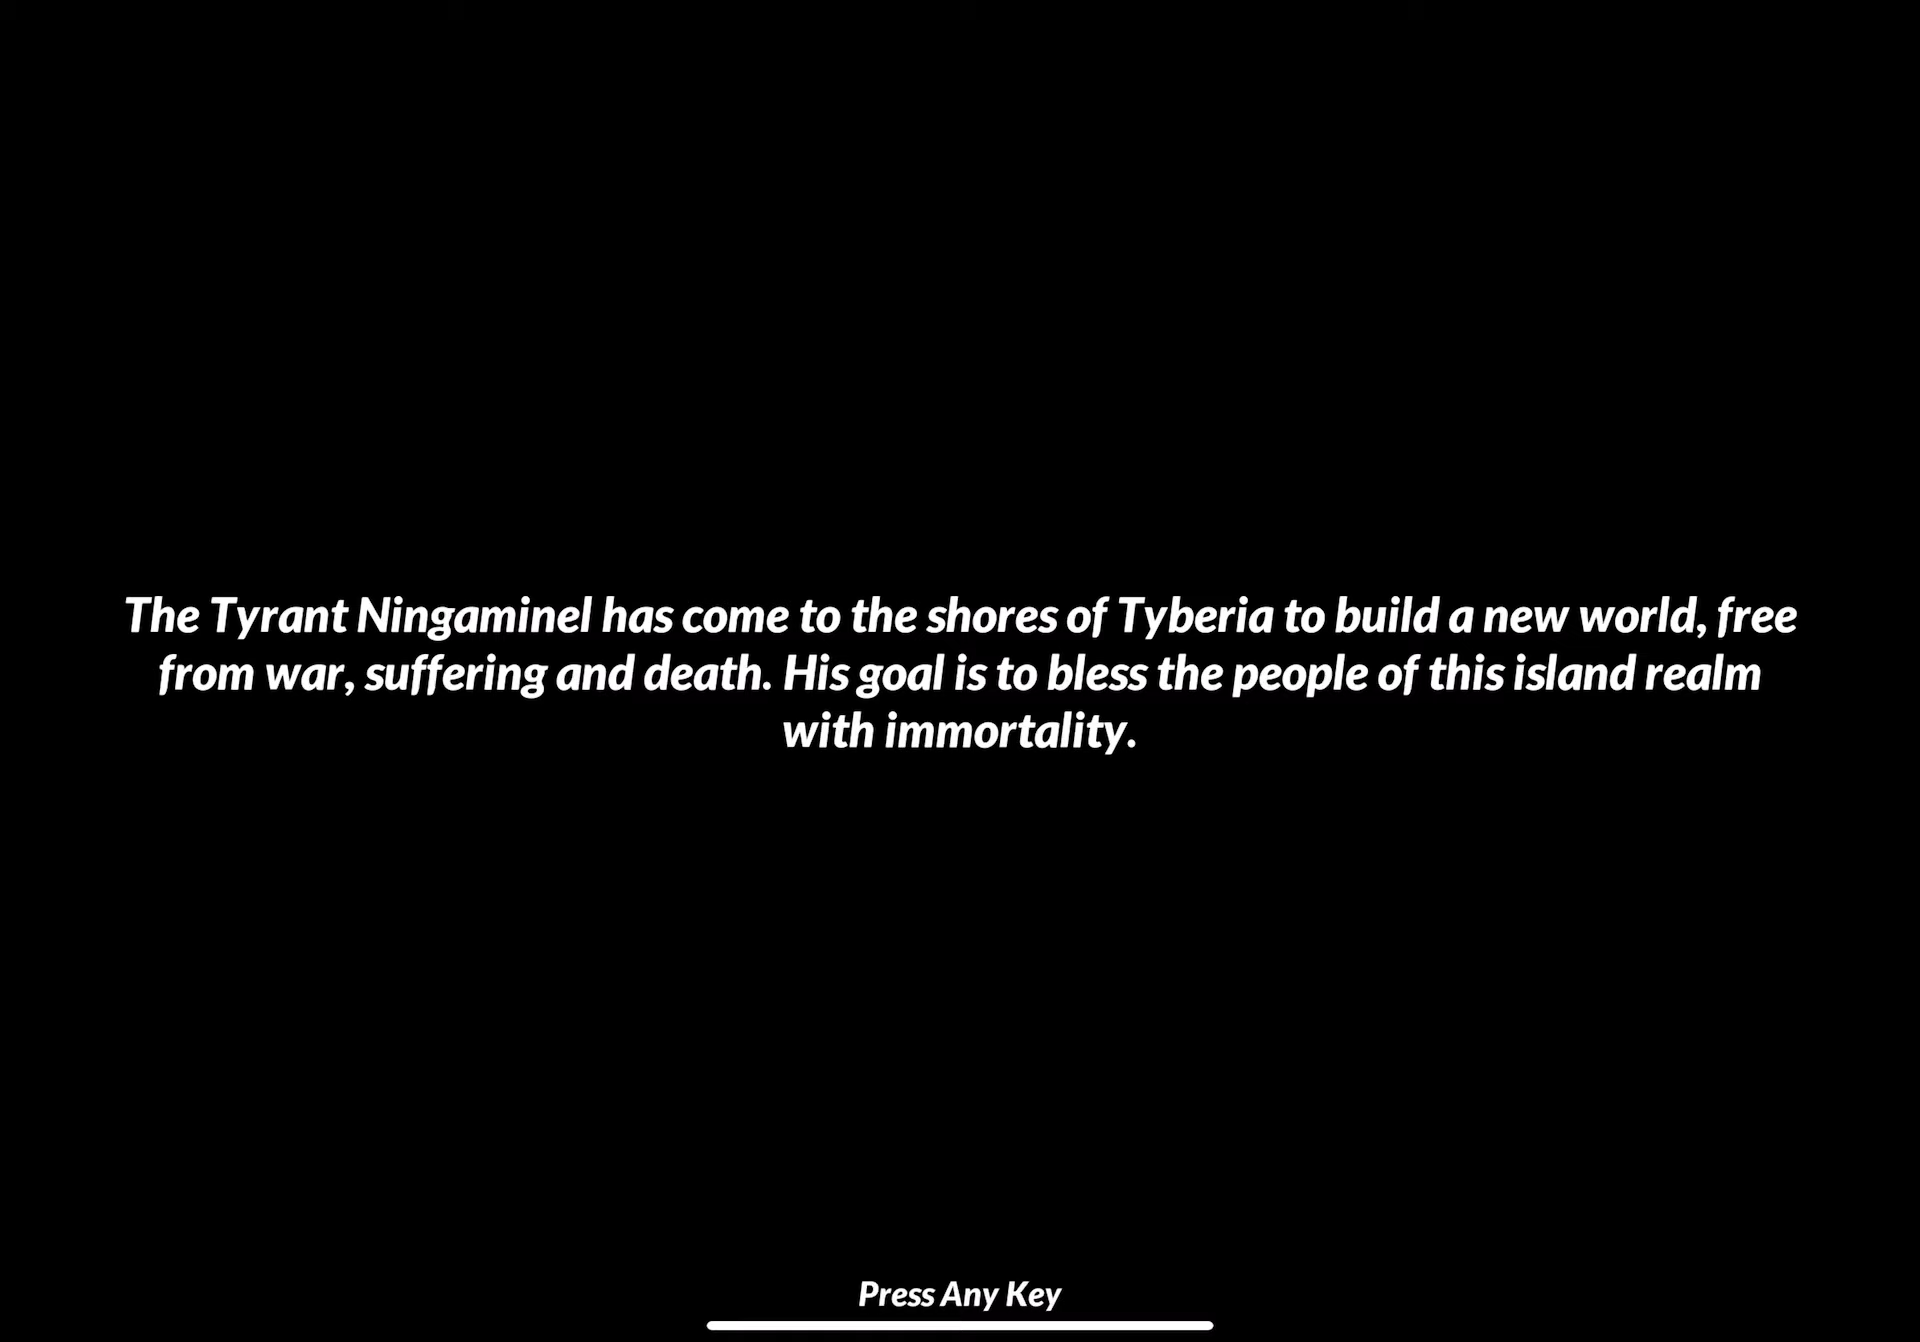 The Tyrant Ningaminel has come to the shores of Tyberia to build a new world, free
from war, suffering and death. His goal is to bless the people of this island realm
with immortality.
Press Any Key